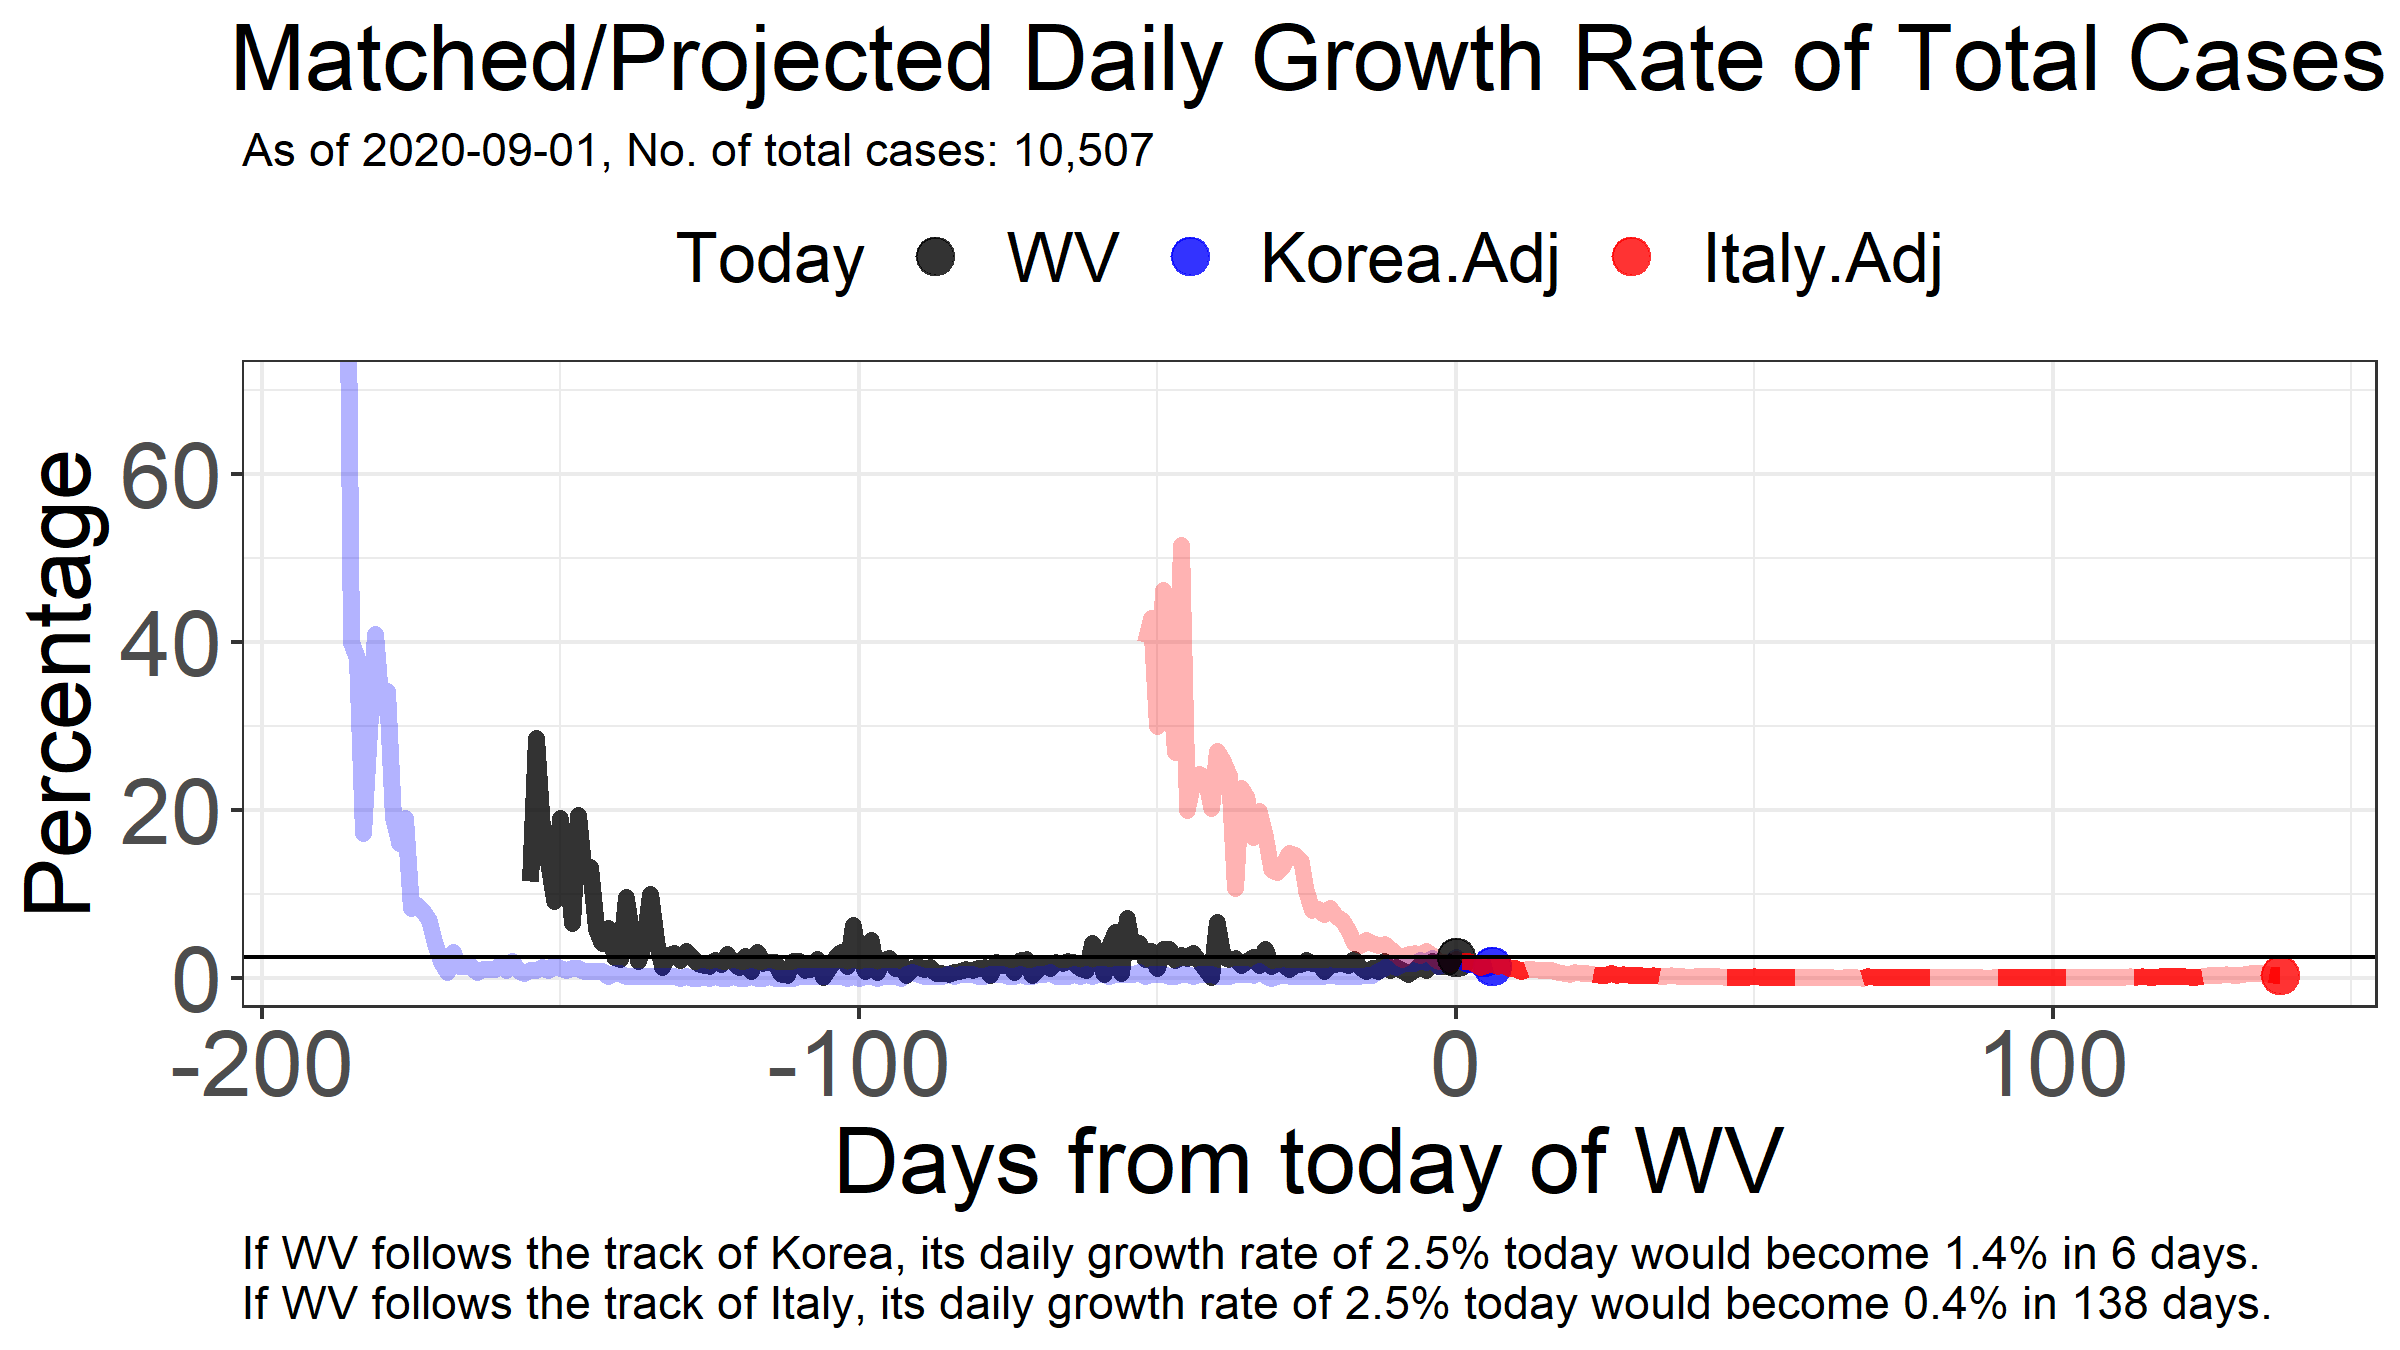 Matched/Projected Daily Growth Rate of Total Cases
As of 2020-09-01, No. of total cases: 10,507
Today WV Korea.Adj Italy.Adj
Percentage
60
40
20
0
-200 -100 0 100
Days from today of WV
If WV follows the track of Korea, its daily growth rate of 2.5% today would become 1.4% in 6 days.
If WV follows the track of Italy, its daily growth rate of 2.5% today would become 0.4% in 138 days.